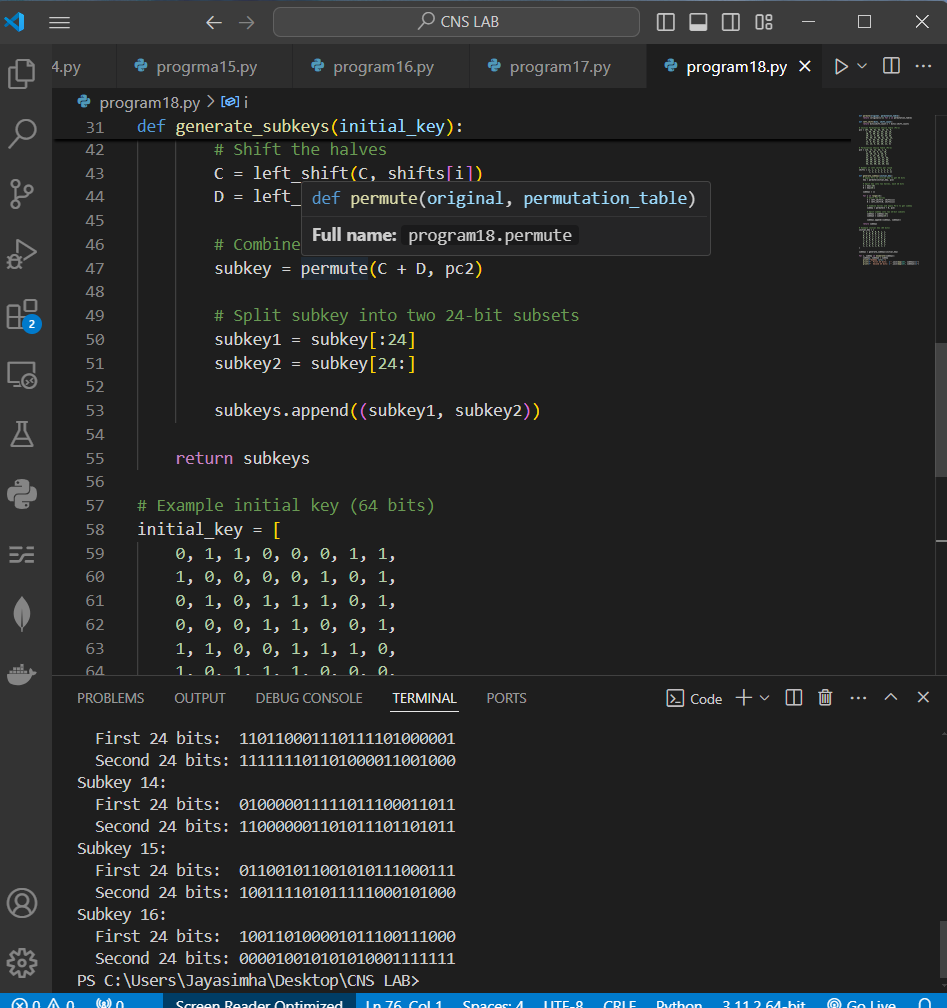 CNS LAB
4.py progrma15.py program16.py program17.py program18.py
program18.py > i
31 def generate_subkeys(initial_key):
42 # Shift the halves
43 C = left_shift(C, shifts[i])
44 D = left_
def permute(original, permutation_table)
45
Full name: program18.permute
46 # Combine
47 subkey = permute(C + D, pc2)
48
49 # Split subkey into two 24-bit subsets
50 subkey1 = subkey[:24]
51 subkey2 = subkey[24:]
52
53 subkeys.append((subkey1, subkey2))
54
55 return subkeys
56
57 # Example initial key (64 bits)
58 initial_key = [
59 0, 1, 1, 0, 0, 0, 1, 1,
60 1, 0, 0, 0, 0, 1, 0, 1,
61 0, 1, 0, 1, 1, 1, 0, 1,
62 0, 0, 0, 1, 1, 0, 0, 1,
63 1, 1, 0, 0, 1, 1, 1, 0,
64 1, 0, 1, 1, 1, 0, 0, 0,
2
PROBLEMS OUTPUT DEBUG CONSOLE TERMINAL PORTS Code
First 24 bits: 110110001110111101000001
Second 24 bits: 111111101101000011001000
Subkey 14:
First 24 bits: 010000011111011100011011
Second 24 bits: 110000001101011101101011
Subkey 15:
First 24 bits: 011001011001010111000111
Second 24 bits: 100111101011111000101000
Subkey 16:
First 24 bits: 100110100001011100111000
Second 24 bits: 000010010101010001111111
PS C:\Users\Jayasimha\Desktop\CNS LAB>
0 0 0 Screen Reader Optimized Ln 76, Col 1 Spaces: 4 UTF-8 CRLF Python 3.11.2 64-bit Go Live